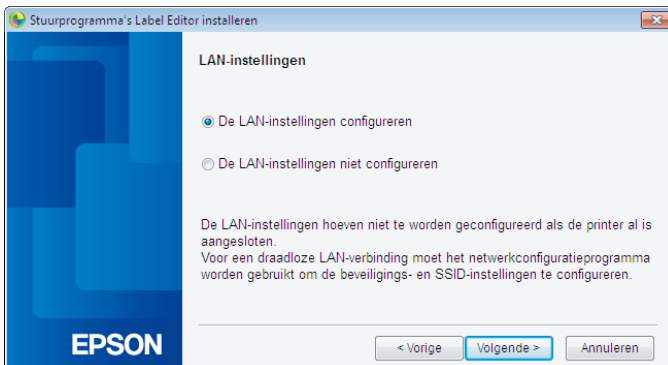 Stuurprogramma's Label Editor installeren
LAN-instellingen
De LAN-instellingen configureren
De LAN-instellingen niet configureren
De LAN-instellingen hoeven niet te worden geconfigureerd als de printer al is
aangesloten.
Voor een draadloze LAN-verbinding moet het netwerkconfiguratieprogramma
worden gebruikt om de beveiligings- en SSID-instellingen te configureren.
EPSON
< Vorige
Volgende >
Annuleren